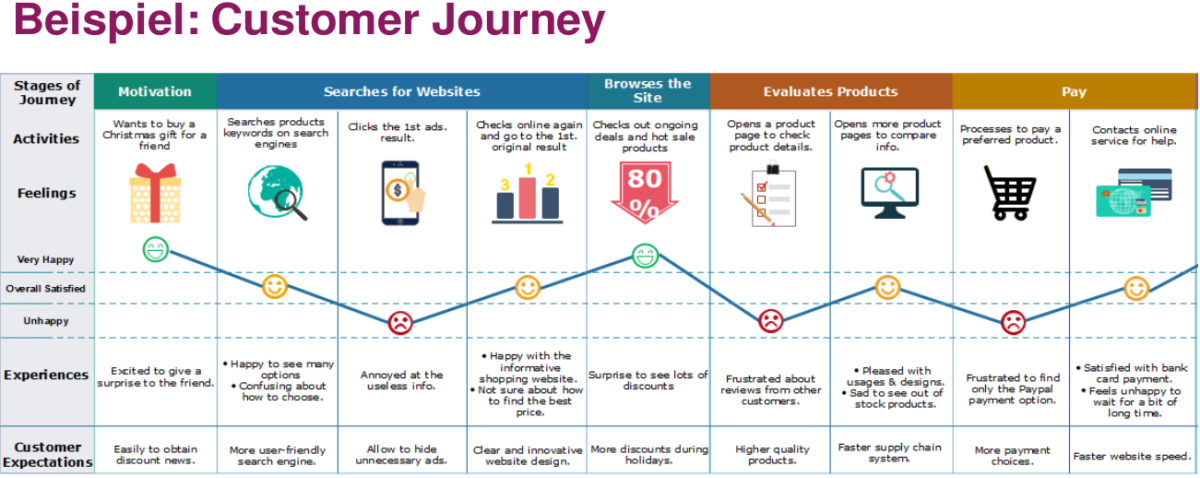 Beispiel: Customer Journey
Stages of
Journey
Motivation
Searches for Websites
Browses the
Site
Evaluates Products
Pay
Activities
Wants to buy a
Christmas gift for a
friend
Searches products
keywords on search
engines
Clicks the 1st ads.
result.
Checks online again
and go to the 1st.
original result
Checks out ongoing
deals and hot sale
products
Opens a product
page to check
product details.
Opens more product
pages to compare
info.
Processes to pay a
preferred product.
Contacts online
service for help.
Feelings
$
3 1 2
80
%
Very Happy
Overall Satisfied
Unhappy
Experiences
Excited to give a
surprise to the friend.
• Happy to see many
options
• Confusing about
how to choose.
Annoyed at the
useless info.
• Happy with the
informative
shopping website.
• Not sure about how
to find the best
price.
Surprise to see lots of
discounts
Frustrated about
reviews from other
customers.
• Pleased with
usages & designs.
• Sad to see out of
stock products.
Frustrated to find
only the Paypal
payment option.
• Satisfied with bank
card payment.
• Feels unhappy to
wait for a bit of
long time.
Customer
Expectations
Easily to obtain
discount news.
More user-friendly
search engine.
Allow to hide
unnecessary ads.
Clear and innovative
website design.
More discounts during
holidays.
Higher quality
products.
Faster supply chain
system.
More payment
choices.
Faster website speed.